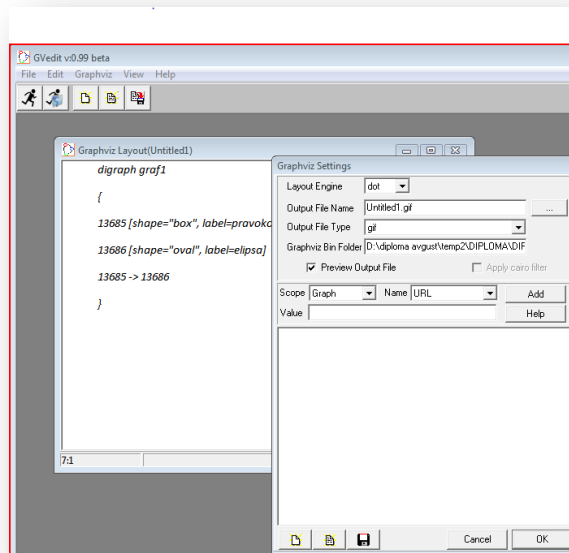 GVedit v:0.99 beta
File Edit Graphviz View Help
Graphviz Layout(Untitled1)
digraph graf1
{
13685 [shape="box", label=pravoko
13686 [shape="oval", label=elipsa]
13685 -> 13686
}
7:1
Graphviz Settings
Layout Engine dot
Output File Name Untitled1.gif ...
Output File Type gif
Graphviz Bin Folder D:\diploma avgust\temp2\DIPLOMA\DIF
Preview Output File Apply cairo filter
Scope Graph Name URL Add
Value Help
Cancel OK